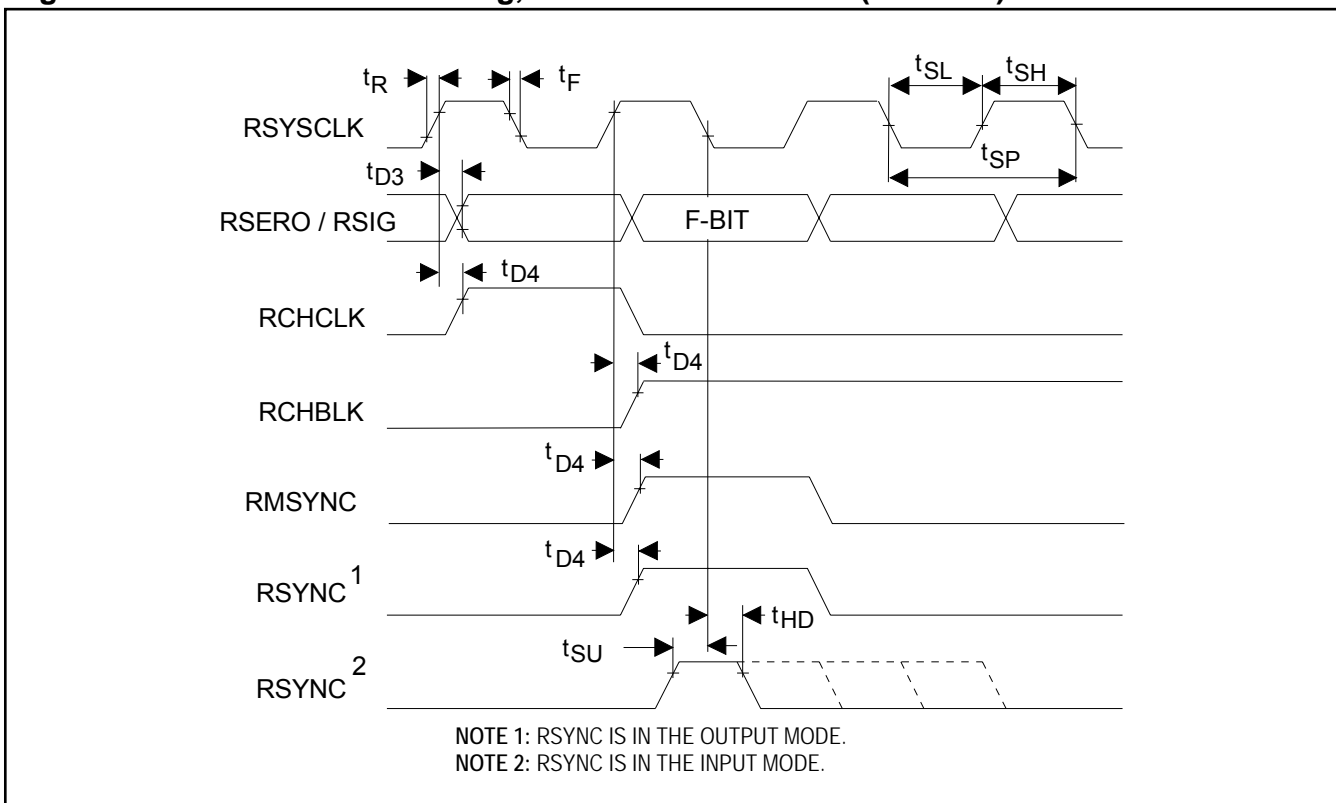 tR
tF
tSL
tSH
RSYSCLK
tSP
tD3
RSERO / RSIG
F-BIT
tD4
RCHCLK
tD4
RCHBLK
tD4
RMSYNC
tD4
RSYNC 1
tHD
tSU
RSYNC 2
NOTE 1: RSYNC IS IN THE OUTPUT MODE.
NOTE 2: RSYNC IS IN THE INPUT MODE.